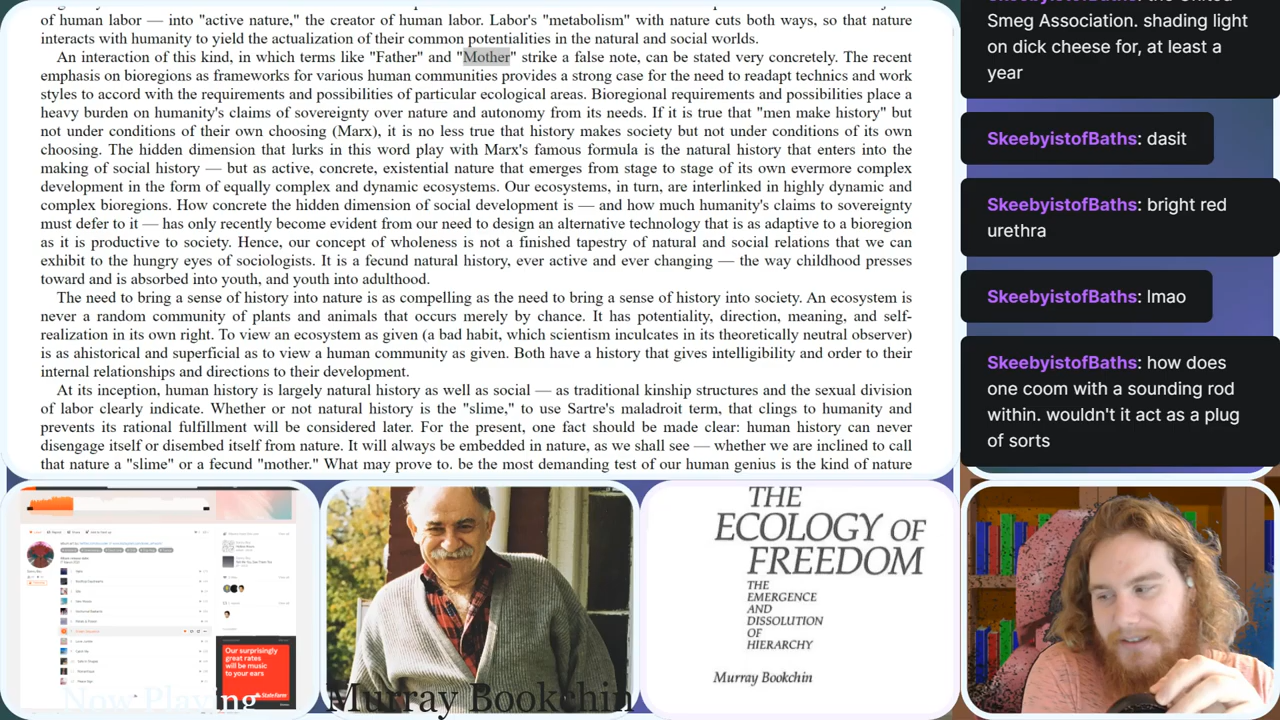 of human labor — into "active nature," the creator of human labor. Labor's "metabolism" with nature cuts both ways, so that nature
interacts with humanity to yield the actualization of their common potentialities in the natural and social worlds.
An interaction of this kind, in which terms like "Father" and "Mother" strike a false note, can be stated very concretely. The recent
emphasis on bioregions as frameworks for various human communities provides a strong case for the need to readapt technics and work
styles to accord with the requirements and possibilities of particular ecological areas. Bioregional requirements and possibilities place a
heavy burden on humanity's claims of sovereignty over nature and autonomy from its needs. If it is true that "men make history" but
not under conditions of their own choosing (Marx), it is no less true that history makes society but not under conditions of its own
choosing. The hidden dimension that lurks in this word play with Marx's famous formula is the natural history that enters into the
making of social history — but as active, concrete, existential nature that emerges from stage to stage of its own evermore complex
development in the form of equally complex and dynamic ecosystems. Our ecosystems, in turn, are interlinked in highly dynamic and
complex bioregions. How concrete the hidden dimension of social development is — and how much humanity's claims to sovereignty
must defer to it — has only recently become evident from our need to design an alternative technology that is as adaptive to a bioregion
as it is productive to society. Hence, our concept of wholeness is not a finished tapestry of natural and social relations that we can
exhibit to the hungry eyes of sociologists. It is a fecund natural history, ever active and ever changing — the way childhood presses
toward and is absorbed into youth, and youth into adulthood.
The need to bring a sense of history into nature is as compelling as the need to bring a sense of history into society. An ecosystem is
never a random community of plants and animals that occurs merely by chance. It has potentiality, direction, meaning, and self-
realization in its own right. To view an ecosystem as given (a bad habit, which scientism inculcates in its theoretically neutral observer)
is as ahistorical and superficial as to view a human community as given. Both have a history that gives intelligibility and order to their
internal relationships and directions to their development.
At its inception, human history is largely natural history as well as social — as traditional kinship structures and the sexual division
of labor clearly indicate. Whether or not natural history is the "slime," to use Sartre's maladroit term, that clings to humanity and
prevents its rational fulfillment will be considered later. For the present, one fact should be made clear: human history can never
disengage itself or disembed itself from nature. It will always be embedded in nature, as we shall see — whether we are inclined to call
that nature a "slime" or a fecund "mother." What may prove to. be the most demanding test of our human genius is the kind of nature
Smeg Association. shading light
on dick cheese for, at least a
year
SkeebyistofBaths: dasit
SkeebyistofBaths: bright red
urethra
SkeebyistofBaths: lmao
SkeebyistofBaths: how does
one coom with a sounding rod
within. wouldn't it act as a plug
of sorts
Our surprisingly
great rates
will be music
to your ears
StateFarm
Now Playing
Murray Bookchin
THE
ECOLOGY OF
FREEDOM
THE
EMERGENCE
AND
DISSOLUTION
OF
HIERARCHY
Murray Bookchin